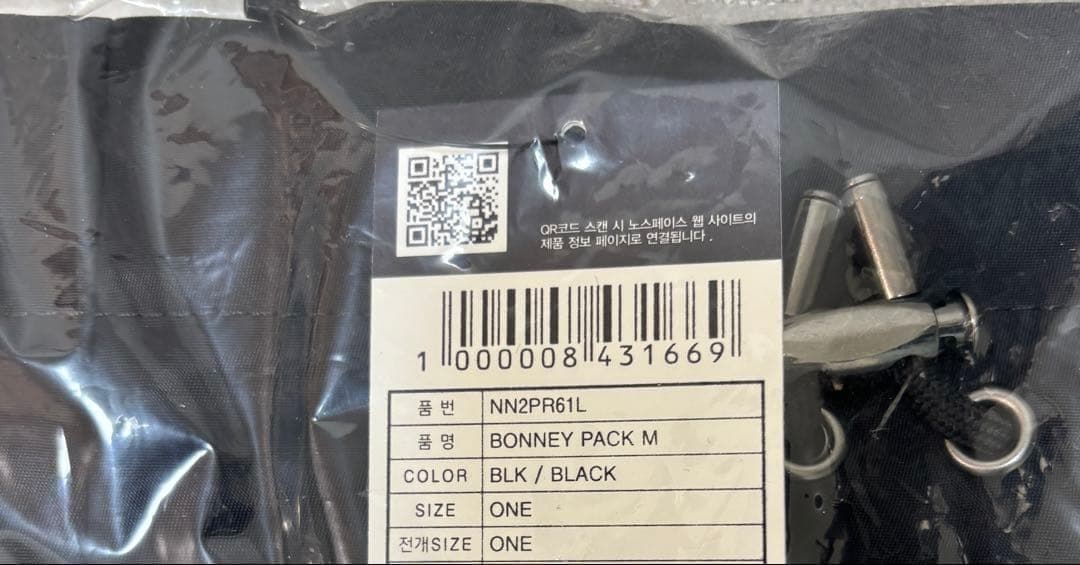 QR코드 스캔 시 노스페이스 웹 사이트의
제품 정보 페이지로 연결됩니다.
1 000008 431669
품 번 NN2PR61L
품 명 BONNEY PACK M
COLOR BLK / BLACK
SIZE ONE
전개SIZE ONE